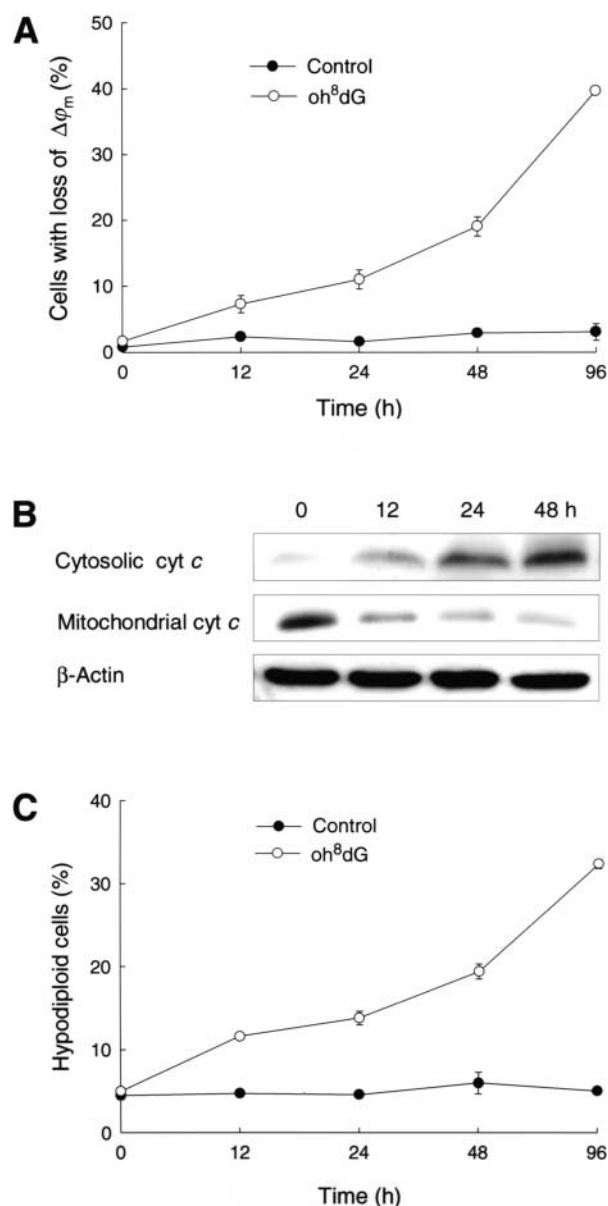 A
Cells with loss of Δφm (%)
50
40
30
20
10
0
Control
oh⁸dG
0 12 24 48 96
Time (h)
B
0 12 24 48 h
Cytosolic cyt c
Mitochondrial cyt c
β-Actin
C
Hypodiploid cells (%)
40
30
20
10
0
Control
oh⁸dG
0 12 24 48 96
Time (h)